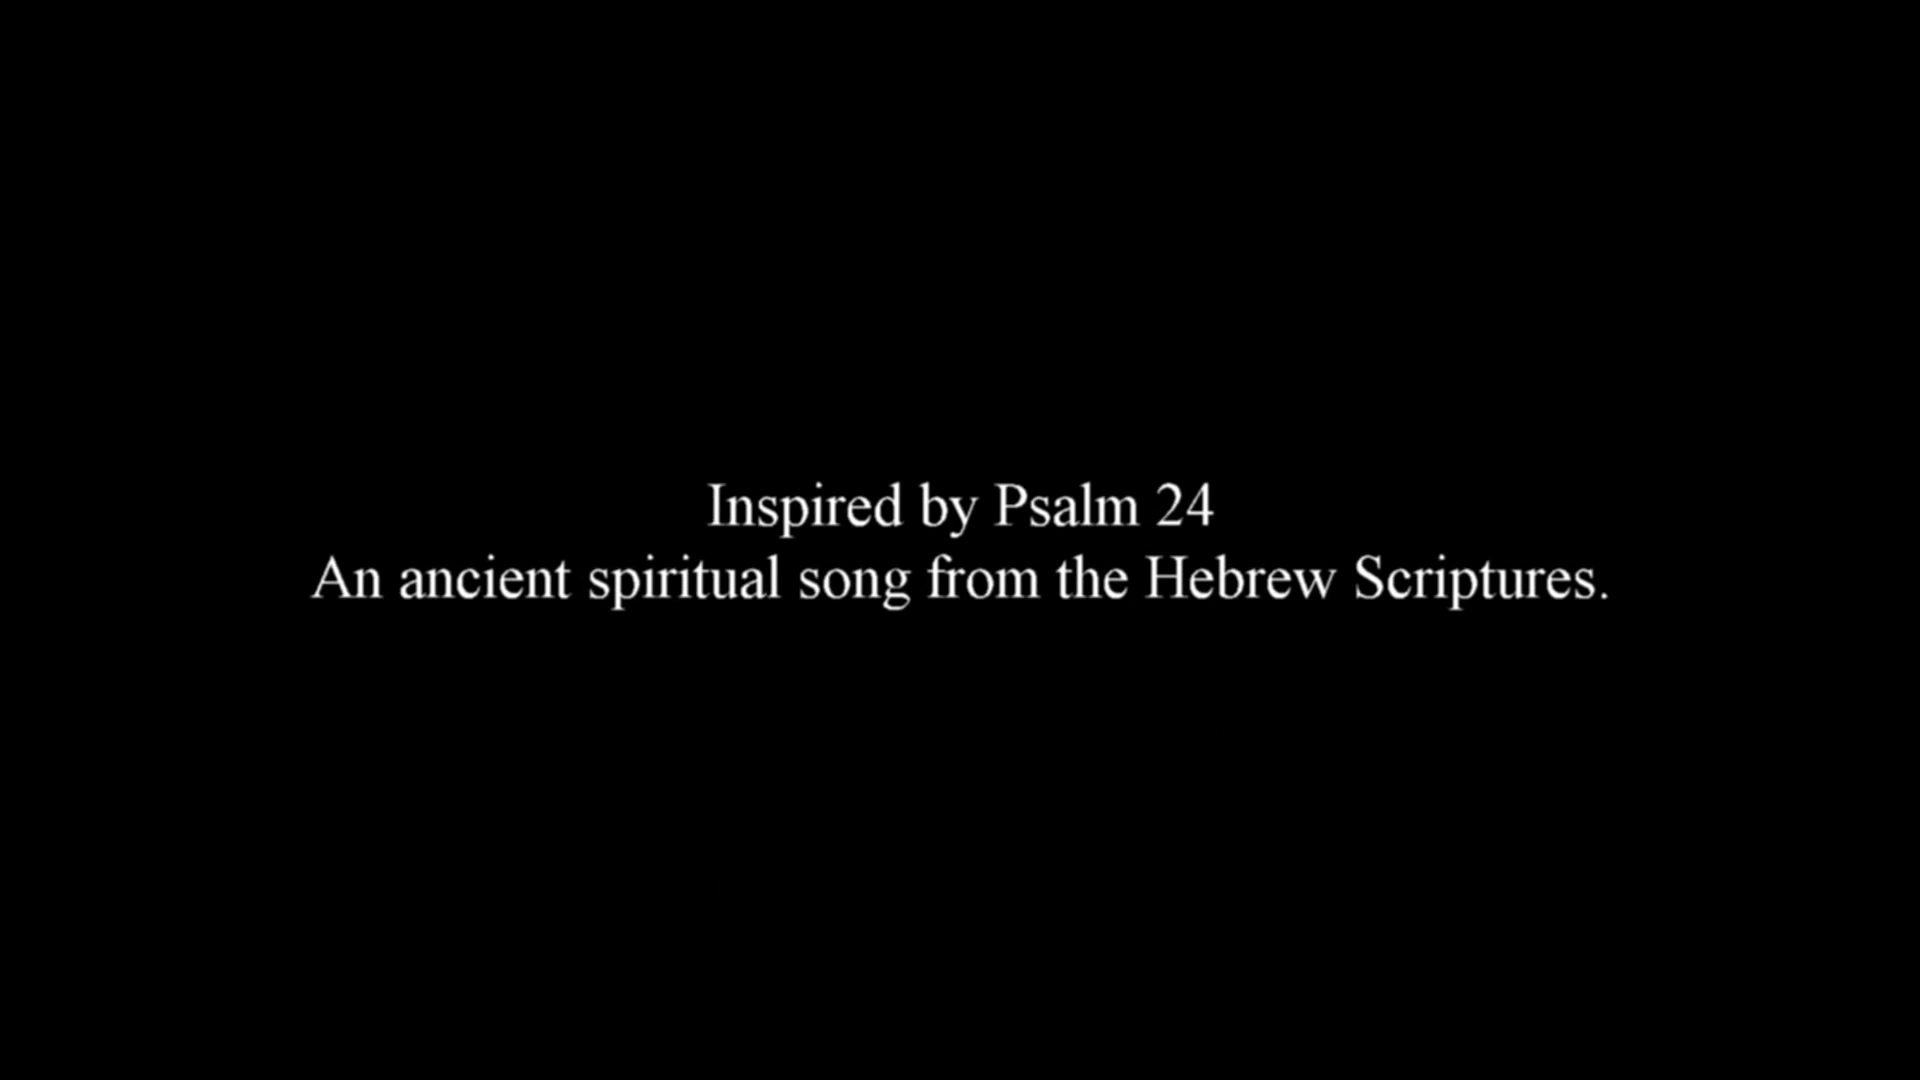 Inspired by Psalm 24
An ancient spiritual song from the Hebrew Scriptures.